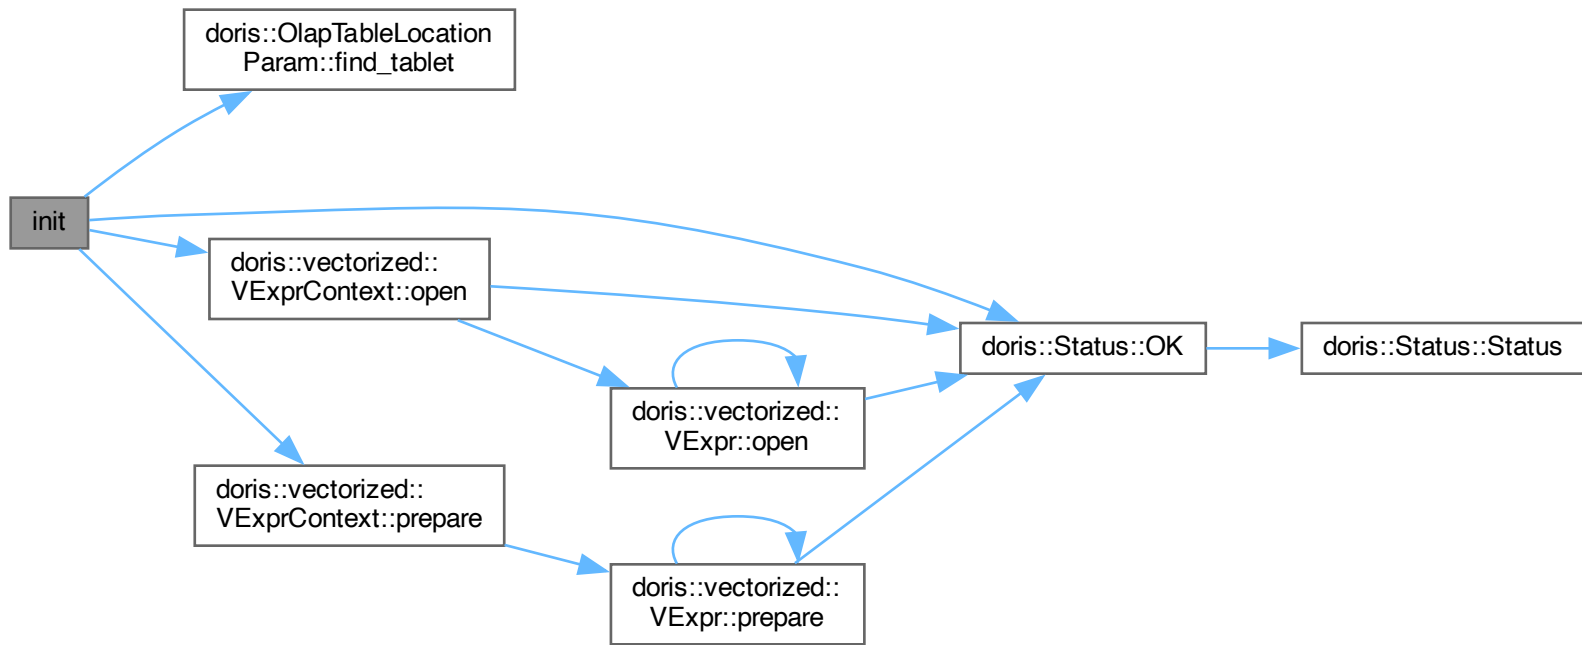 doris::OlapTableLocation
Param::find_tablet
init
doris::vectorized::
VExprContext::open
doris::Status::OK
doris::Status::Status
doris::vectorized::
VExpr::open
doris::vectorized::
VExprContext::prepare
doris::vectorized::
VExpr::prepare